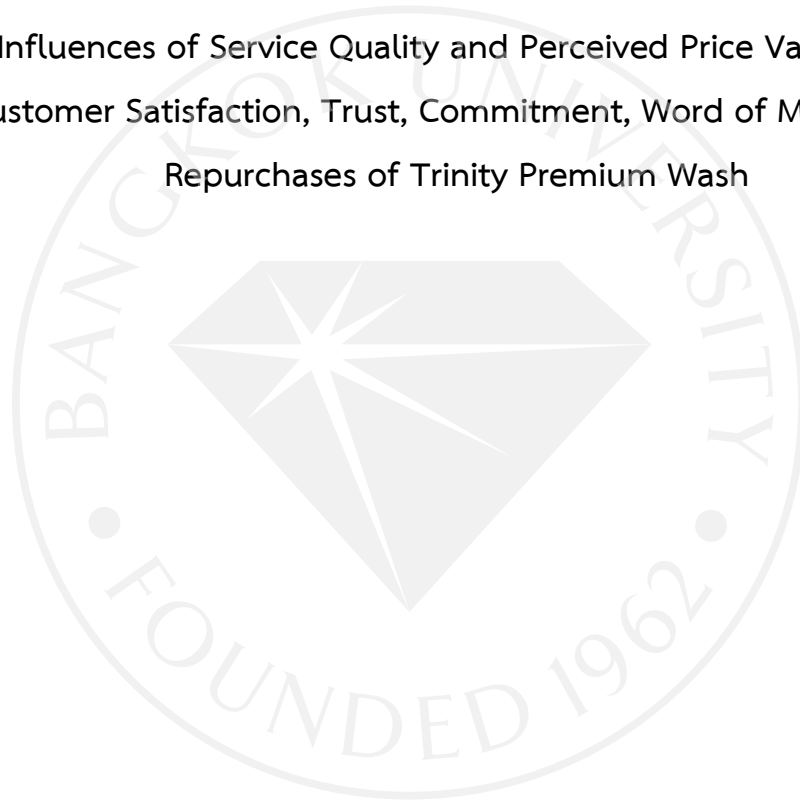 Influences of Service Quality and Perceived Price Va
ustomer Satisfaction, Trust, Commitment, Word of M
Repurchases of Trinity Premium Wash
BANGKOK UNIVERSITY
• FOUNDED 1962 •